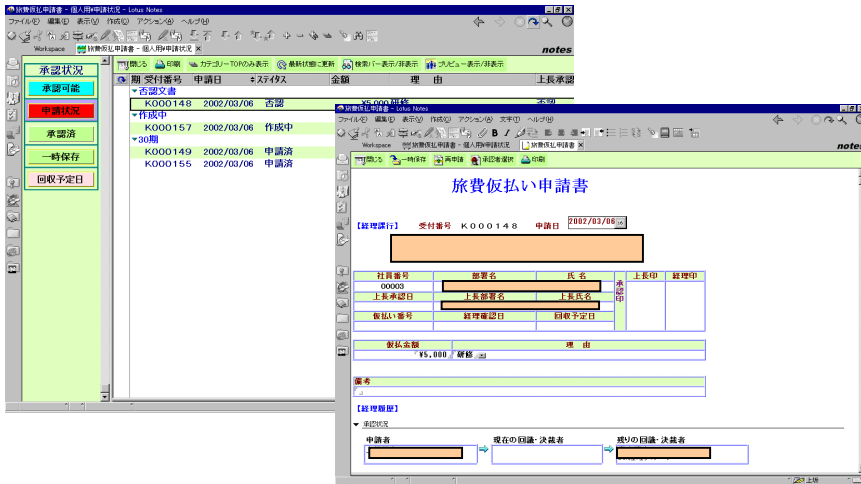 旅費仮払申請書 - 個人用¥申請状況 - Lotus Notes
ファイル(F) 編集(E) 表示(V) 作成(C) アクション(A) ヘルプ(H)
Workspace 旅費仮払申請書 - 個人用¥申請状況 × notes
閉じる 印刷 カテゴリーTOPのみ表示 最新状態に更新 検索バー表示/非表示 プレビュー表示/非表示
承認状況
承認可能
申請状況
承認済
一時保存
回収予定日
期 受付番号 申請日 ステイタス 金額 理 由 上長承認
否認文書
K000148 2002/03/06 否認 ¥5,000 研修 否認
作成中
K000157 2002/03/06 作成中
30期
K000149 2002/03/06 申請済
K000155 2002/03/06 申請済
旅費仮払申請書 - Lotus Notes
ファイル(F) 編集(E) 表示(V) 作成(C) アクション(A) 文字(T) ヘルプ(H)
Workspace 旅費仮払申請書 - 個人用¥申請状況 旅費仮払申請書 × notes
閉じる 一時保存 再申請 承認者選択 印刷
旅費仮払い申請書
【経理課行】 受付番号 K000148 申請日 2002/03/06
社員番号 部署名 氏 名 承認印 上長印 経理印
00003
上長承認日 上長部署名 上長氏名
仮払い番号 経理確認日 回収予定日
仮払金額 理 由
¥5,000 研修
備考
【経理履歴】
承認状況
申請者 現在の回議・決裁者 残りの回議・決裁者
上場